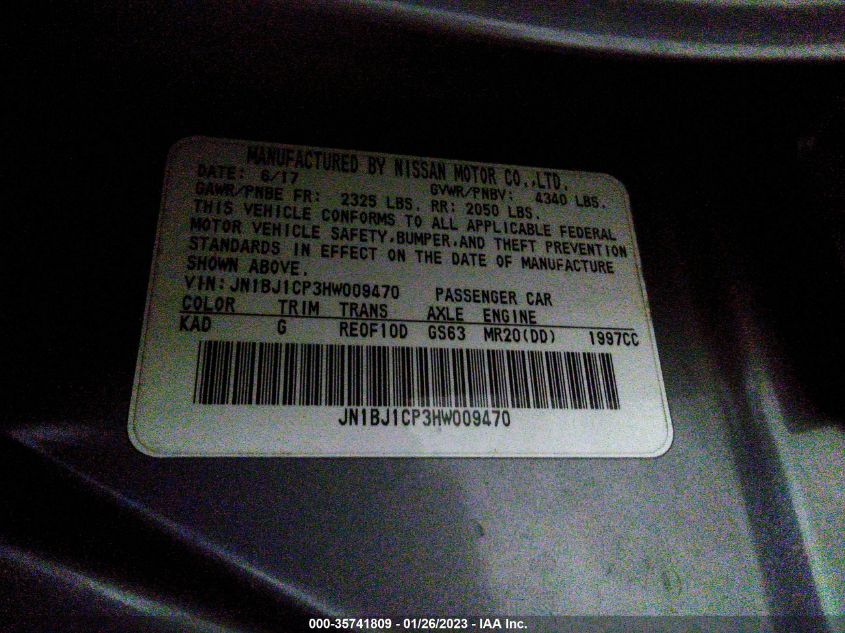 MANUFACTURED BY NISSAN MOTOR CO.,LTD.
DATE: 6/17 GVWR/PNBV: 4340 LBS.
GAWR/PNBE FR: 2325 LBS. RR: 2050 LBS.
THIS VEHICLE CONFORMS TO ALL APPLICABLE FEDERAL
MOTOR VEHICLE SAFETY,BUMPER,AND THEFT PREVENTION
STANDARDS IN EFFECT ON THE DATE OF MANUFACTURE
SHOWN ABOVE.
VIN:JN1BJ1CP3HW009470 PASSENGER CAR
COLOR TRIM TRANS AXLE ENGINE
KAD G RE0F10D GS63 MR20(DD) 1997CC
JN1BJ1CP3HW009470
000-35741809 - 01/26/2023 - IAA Inc.